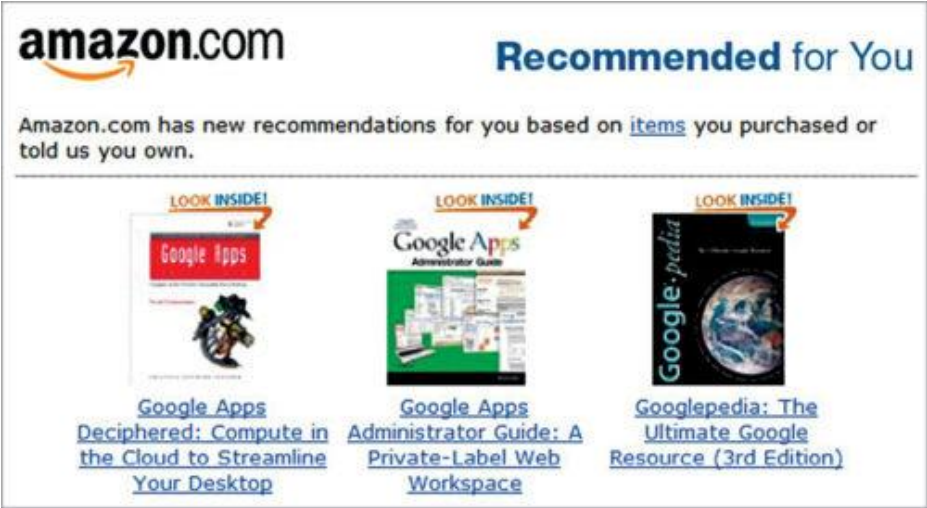 amazon.com
Recommended for You
Amazon.com has new recommendations for you based on items you purchased or
told us you own.
LOOK INSIDE!
LOOK INSIDE!
LOOK INSIDE!
Google Apps
Google Apps
Administrator Guide
Google·pedia
Google Apps
Deciphered: Compute in
the Cloud to Streamline
Your Desktop
Google Apps
Administrator Guide: A
Private-Label Web
Workspace
Googlepedia: The
Ultimate Google
Resource (3rd Edition)